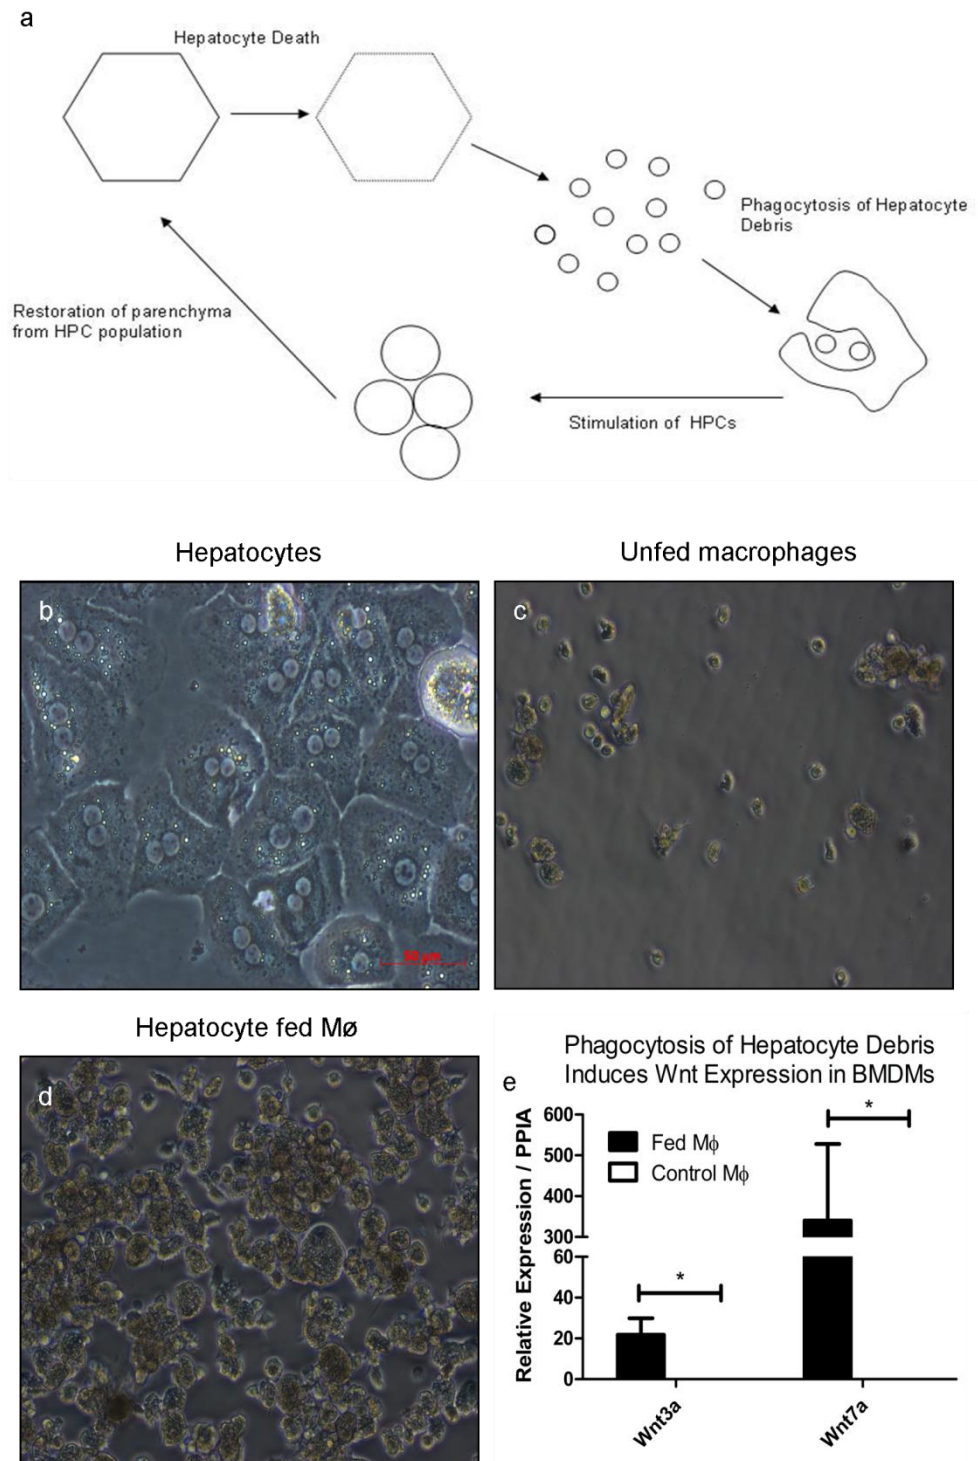 a
Hepatocyte Death
Phagocytosis of Hepatocyte
Debris
Restoration of parenchyma
from HPC population
Stimulation of HPCs
Hepatocytes
Unfed macrophages
b
c
50 µm
Hepatocyte fed Mø
d
e
Phagocytosis of Hepatocyte Debris
Induces Wnt Expression in BMDMs
Relative Expression / PPIA
600
500
400
300
60
40
20
0
Fed Mϕ
Control Mϕ
*
*
Wnt3a
Wnt7a